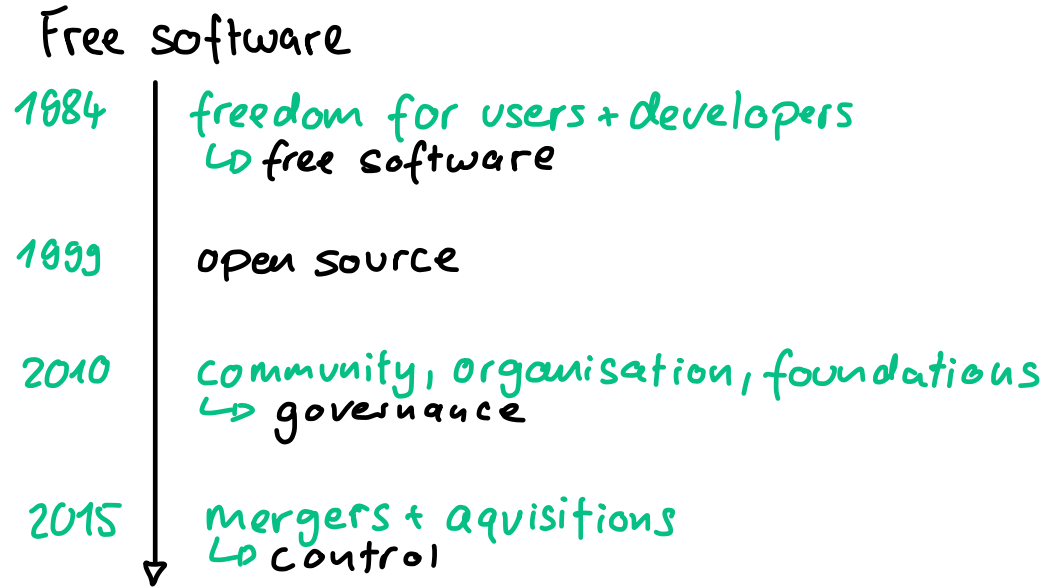 Free software
1984 freedom for users + developers
↳ free software
1999 open source
2010 community, organisation, foundations
↳ governance
2015 mergers + aqvisitions
↳ control